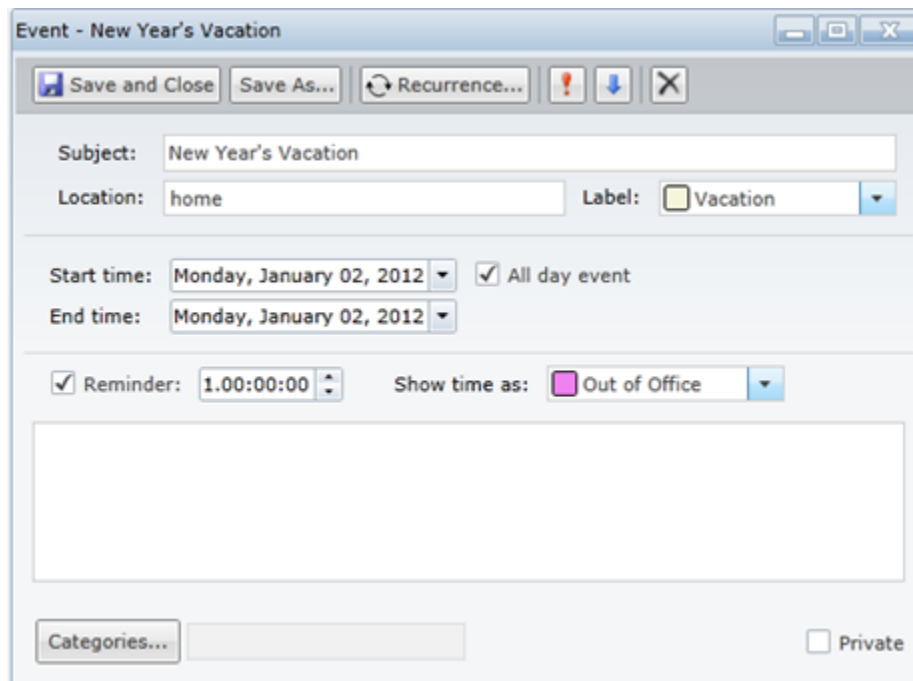 Event - New Year's Vacation
Save and Close Save As... Recurrence...
Subject: New Year's Vacation
Location: home Label: Vacation
Start time: Monday, January 02, 2012 All day event
End time: Monday, January 02, 2012
Reminder: 1.00:00:00 Show time as: Out of Office
Categories... Private